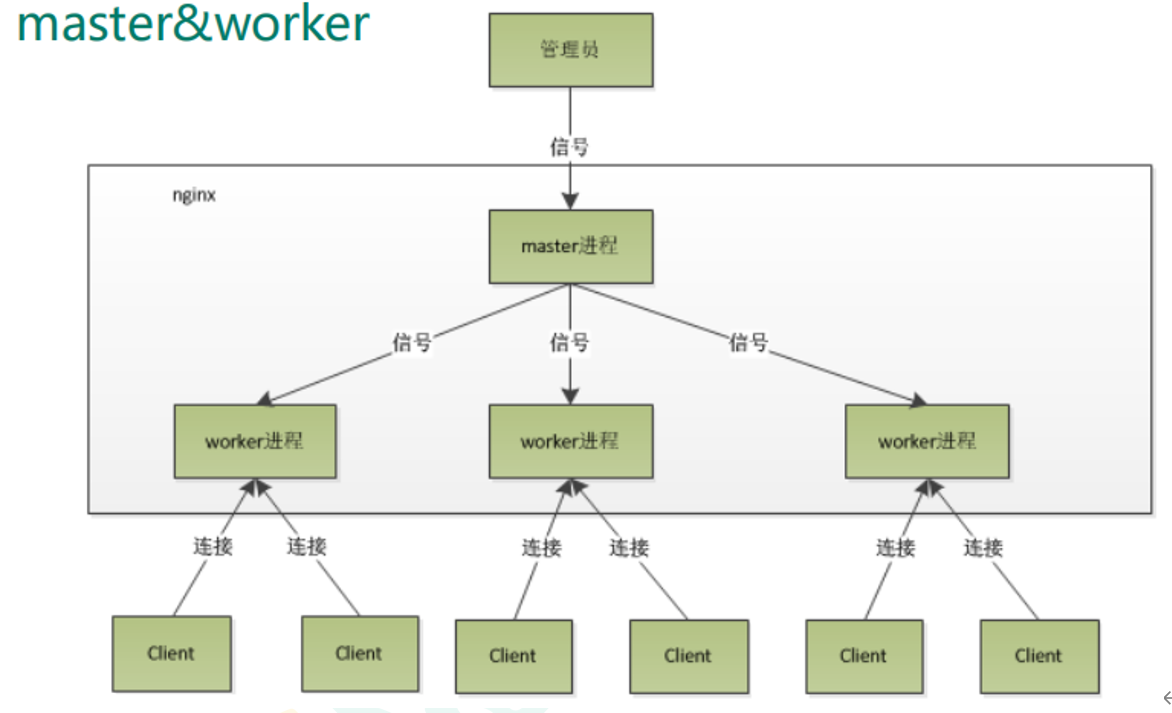 master&worker
管理员
信号
nginx
master进程
信号
信号
信号
worker进程
worker进程
worker进程
连接
连接
连接
连接
连接
连接
Client
Client
Client
Client
Client
Client